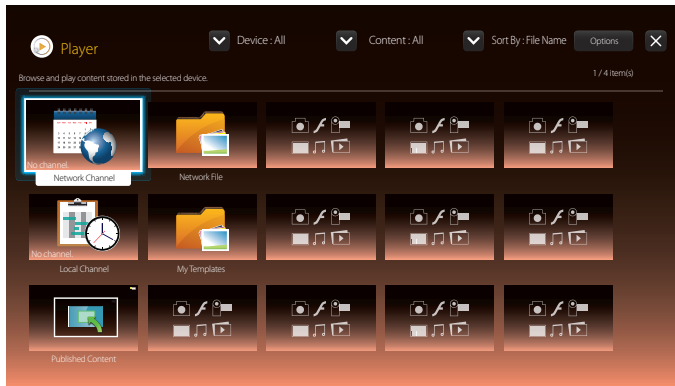 Player
Device : All
Content : All
Sort By : File Name
Options
Browse and play content stored in the selected device.
1 / 4 item(s)
No channel.
Network Channel
Network File
No channel.
Local Channel
My Templates
Published Content